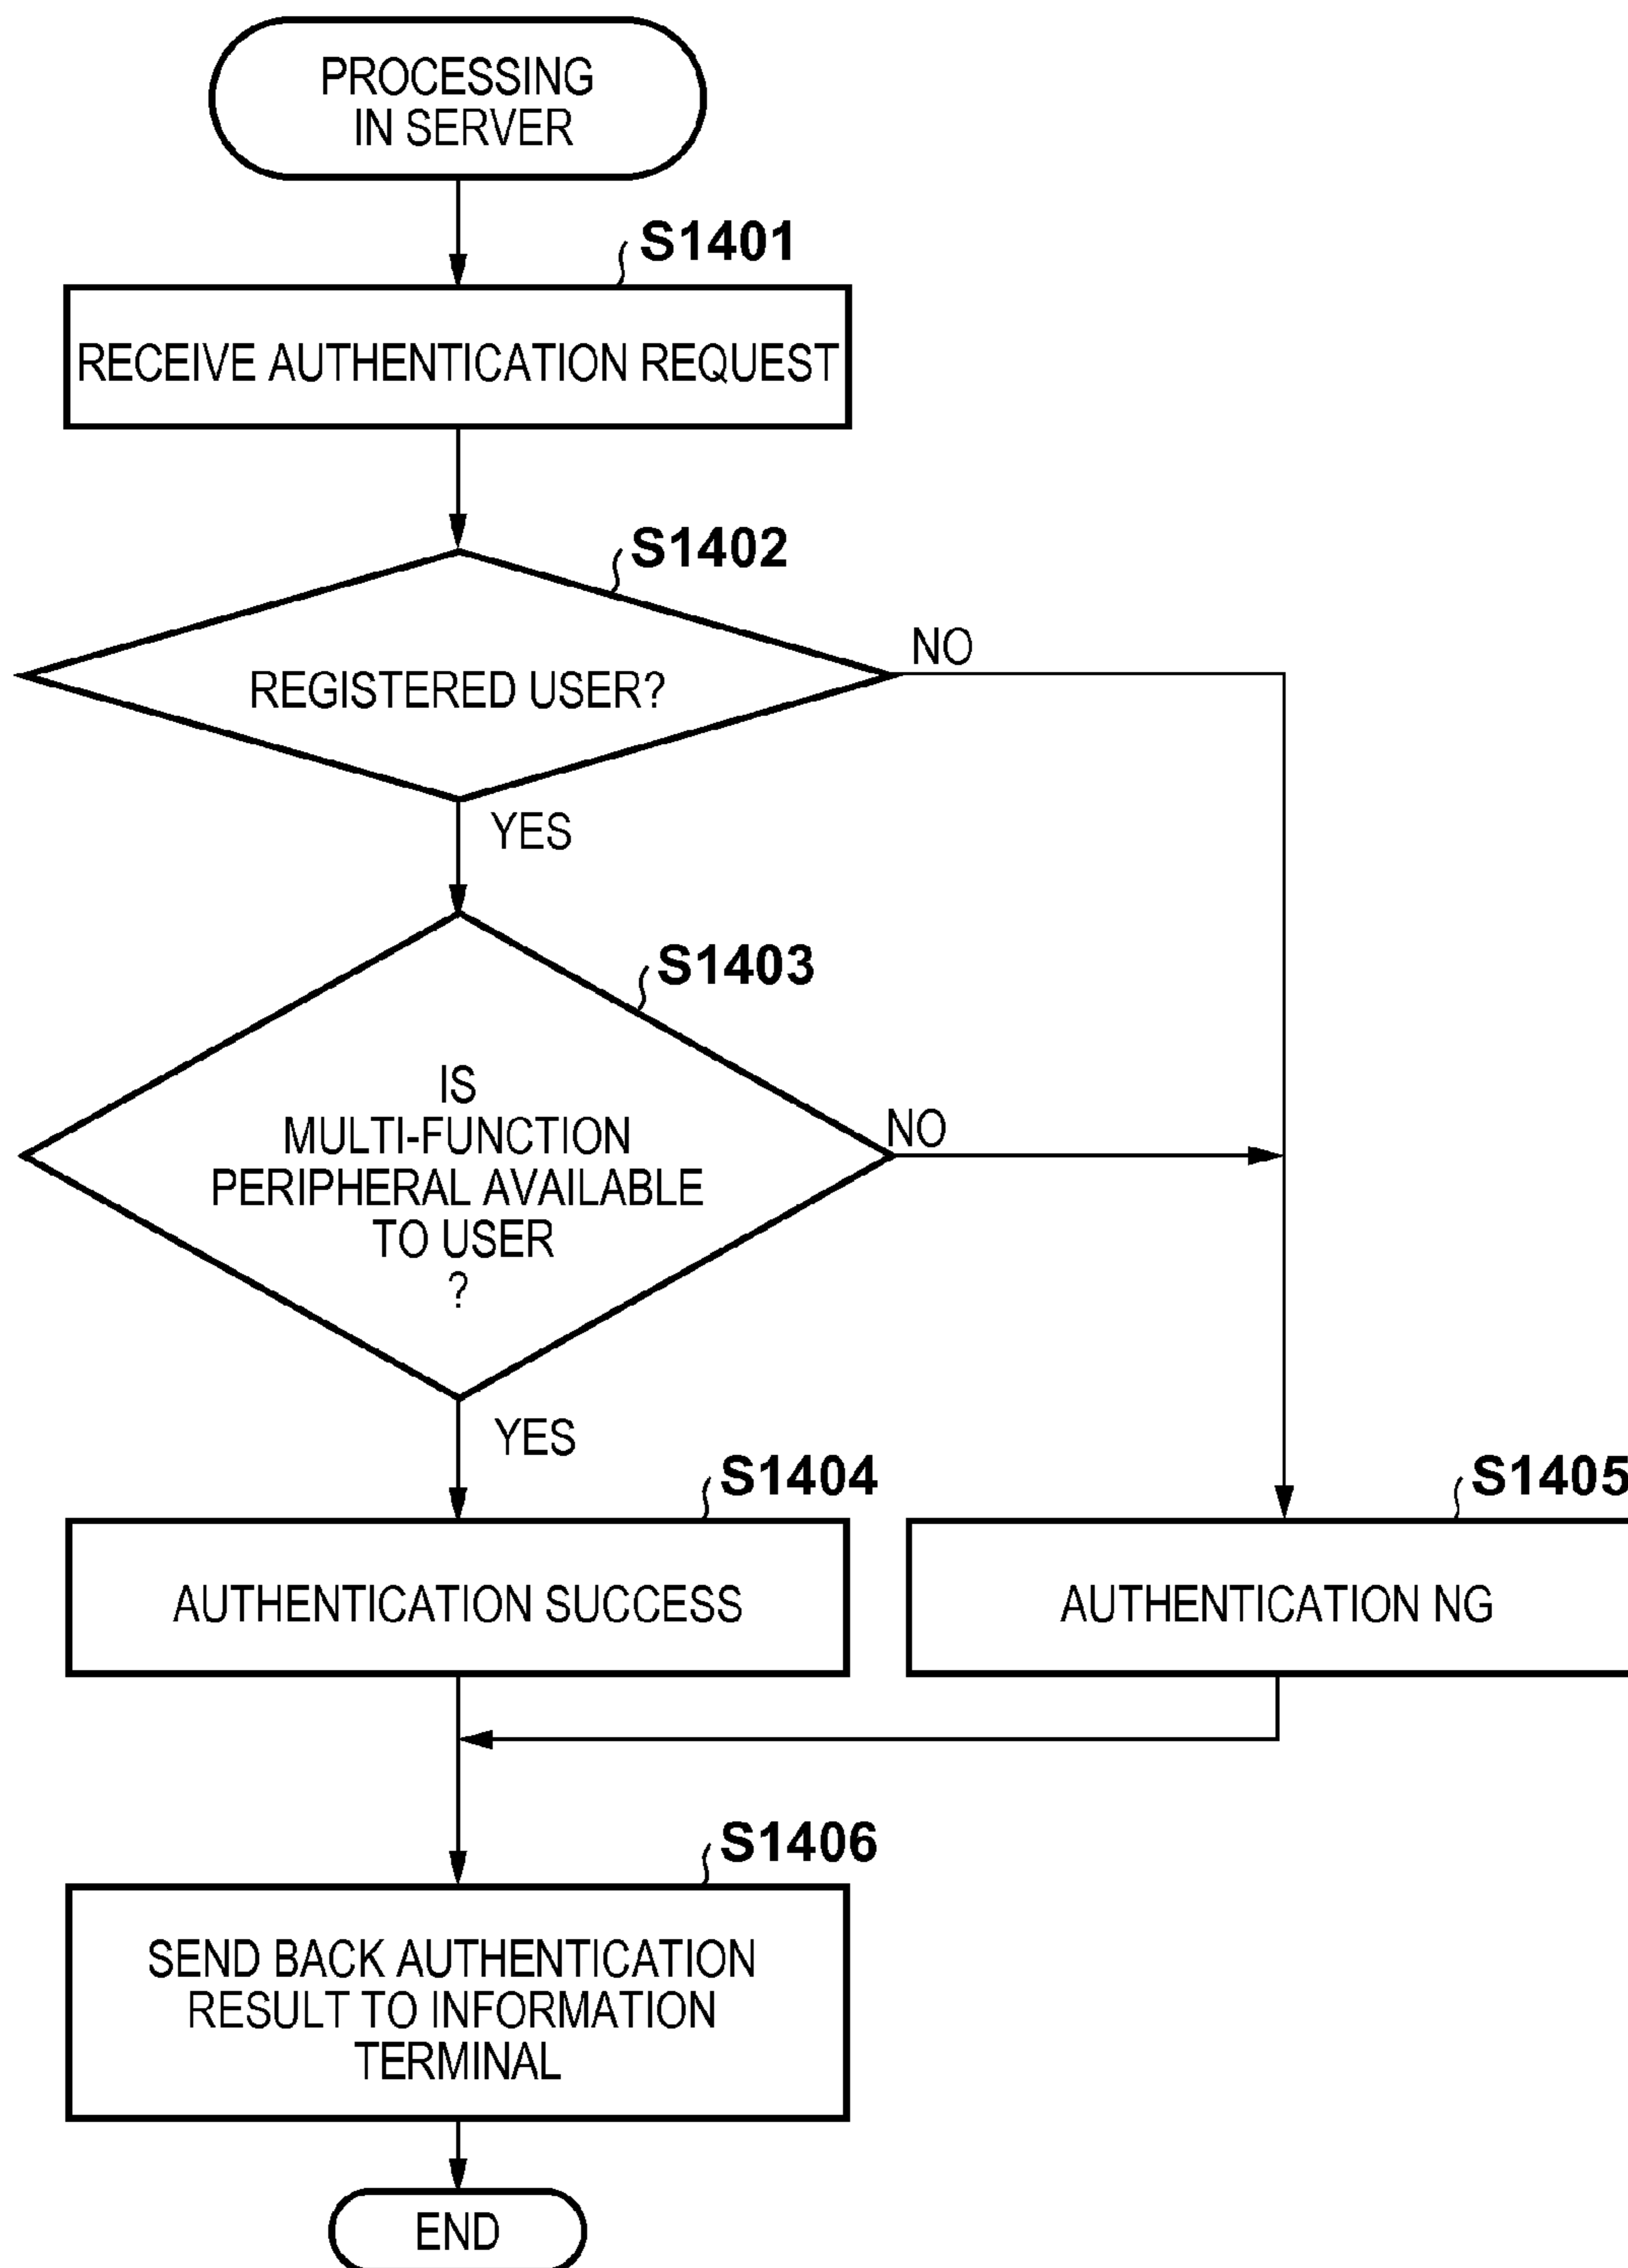 PROCESSING
IN SERVER
S1401
RECEIVE AUTHENTICATION REQUEST
S1402
REGISTERED USER?
NO
YES
S1403
IS
MULTI-FUNCTION
PERIPHERAL AVAILABLE
TO USER
?
NO
YES
S1404
AUTHENTICATION SUCCESS
S1405
AUTHENTICATION NG
S1406
SEND BACK AUTHENTICATION
RESULT TO INFORMATION
TERMINAL
END